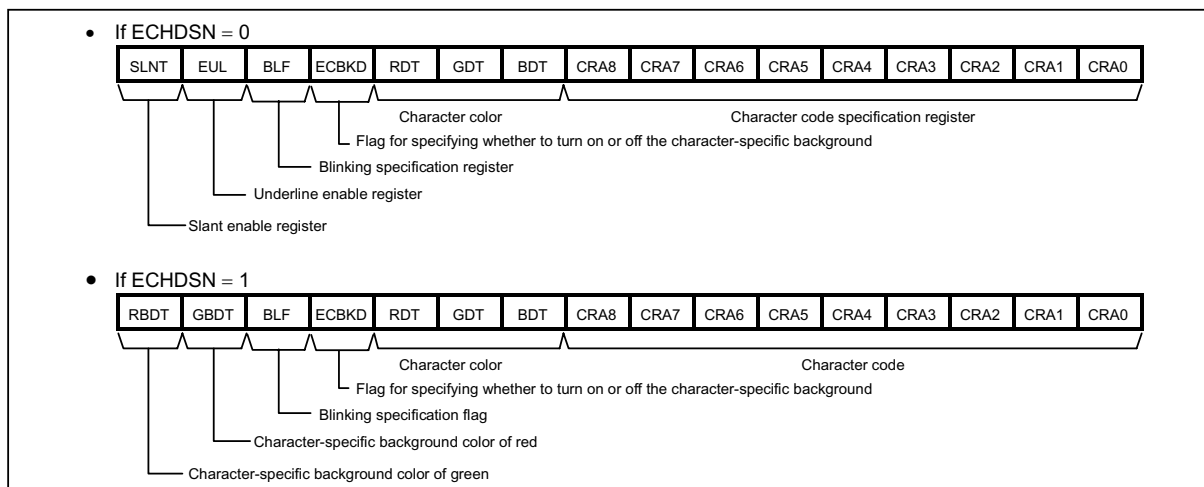 • If ECHDSN = 0
SLNT EUL BLF ECBKD RDT GDT BDT CRA8 CRA7 CRA6 CRA5 CRA4 CRA3 CRA2 CRA1 CRA0
Character color Character code specification register
Flag for specifying whether to turn on or off the character-specific background
Blinking specification register
Underline enable register
Slant enable register
• If ECHDSN = 1
RBDT GBDT BLF ECBKD RDT GDT BDT CRA8 CRA7 CRA6 CRA5 CRA4 CRA3 CRA2 CRA1 CRA0
Character color Character code
Flag for specifying whether to turn on or off the character-specific background
Blinking specification flag
Character-specific background color of red
Character-specific background color of green